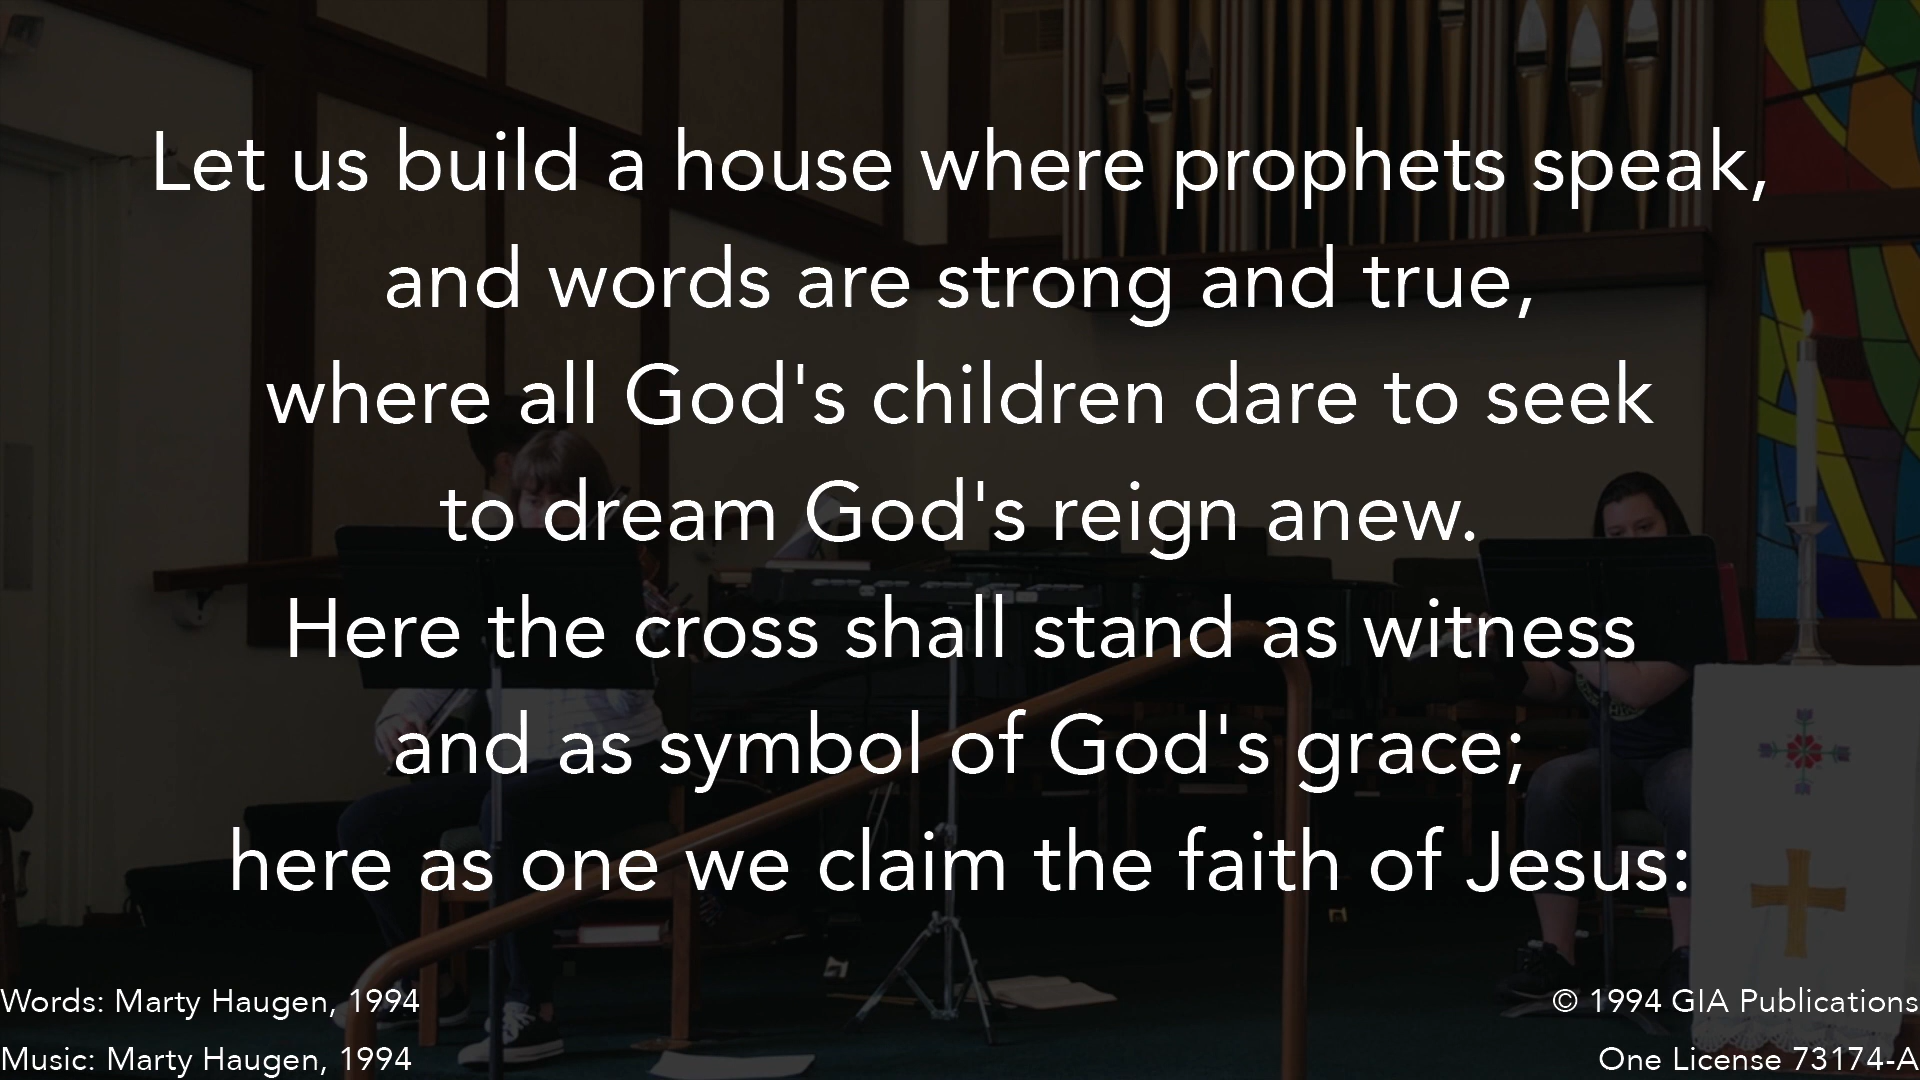 Let us build a house where prophets speak,
and words are strong and true,
where all God's children dare to seek
to dream God's reign anew.
Here the cross shall stand as witness
and as symbol of God's grace;
here as one we claim the faith of Jesus:
Words: Marty Haugen, 1994
Music: Marty Haugen, 1994
© 1994 GIA Publications
One License 73174-A